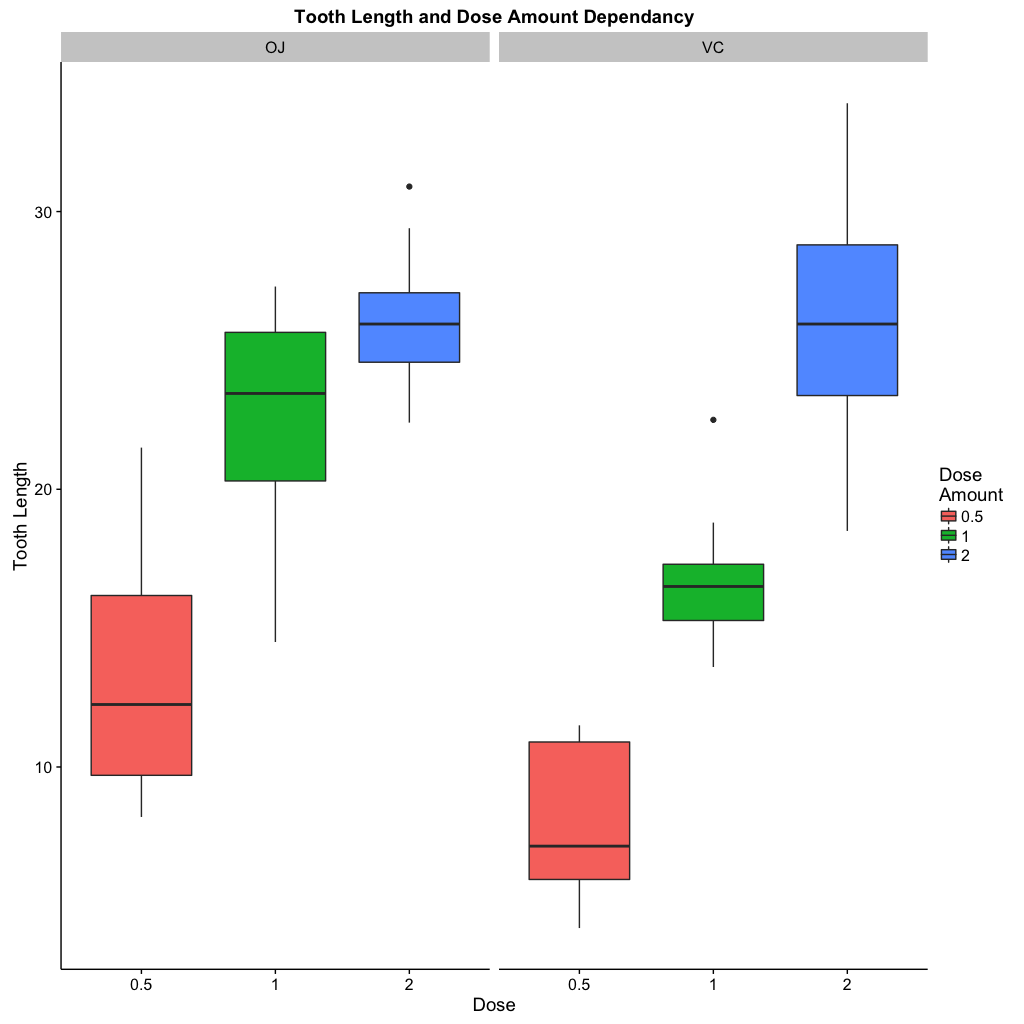 Tooth Length and Dose Amount Dependancy
OJ
VC
Tooth Length
30
20
10
0.5
1
2
0.5
1
2
Dose
Dose
Amount
0.5
1
2